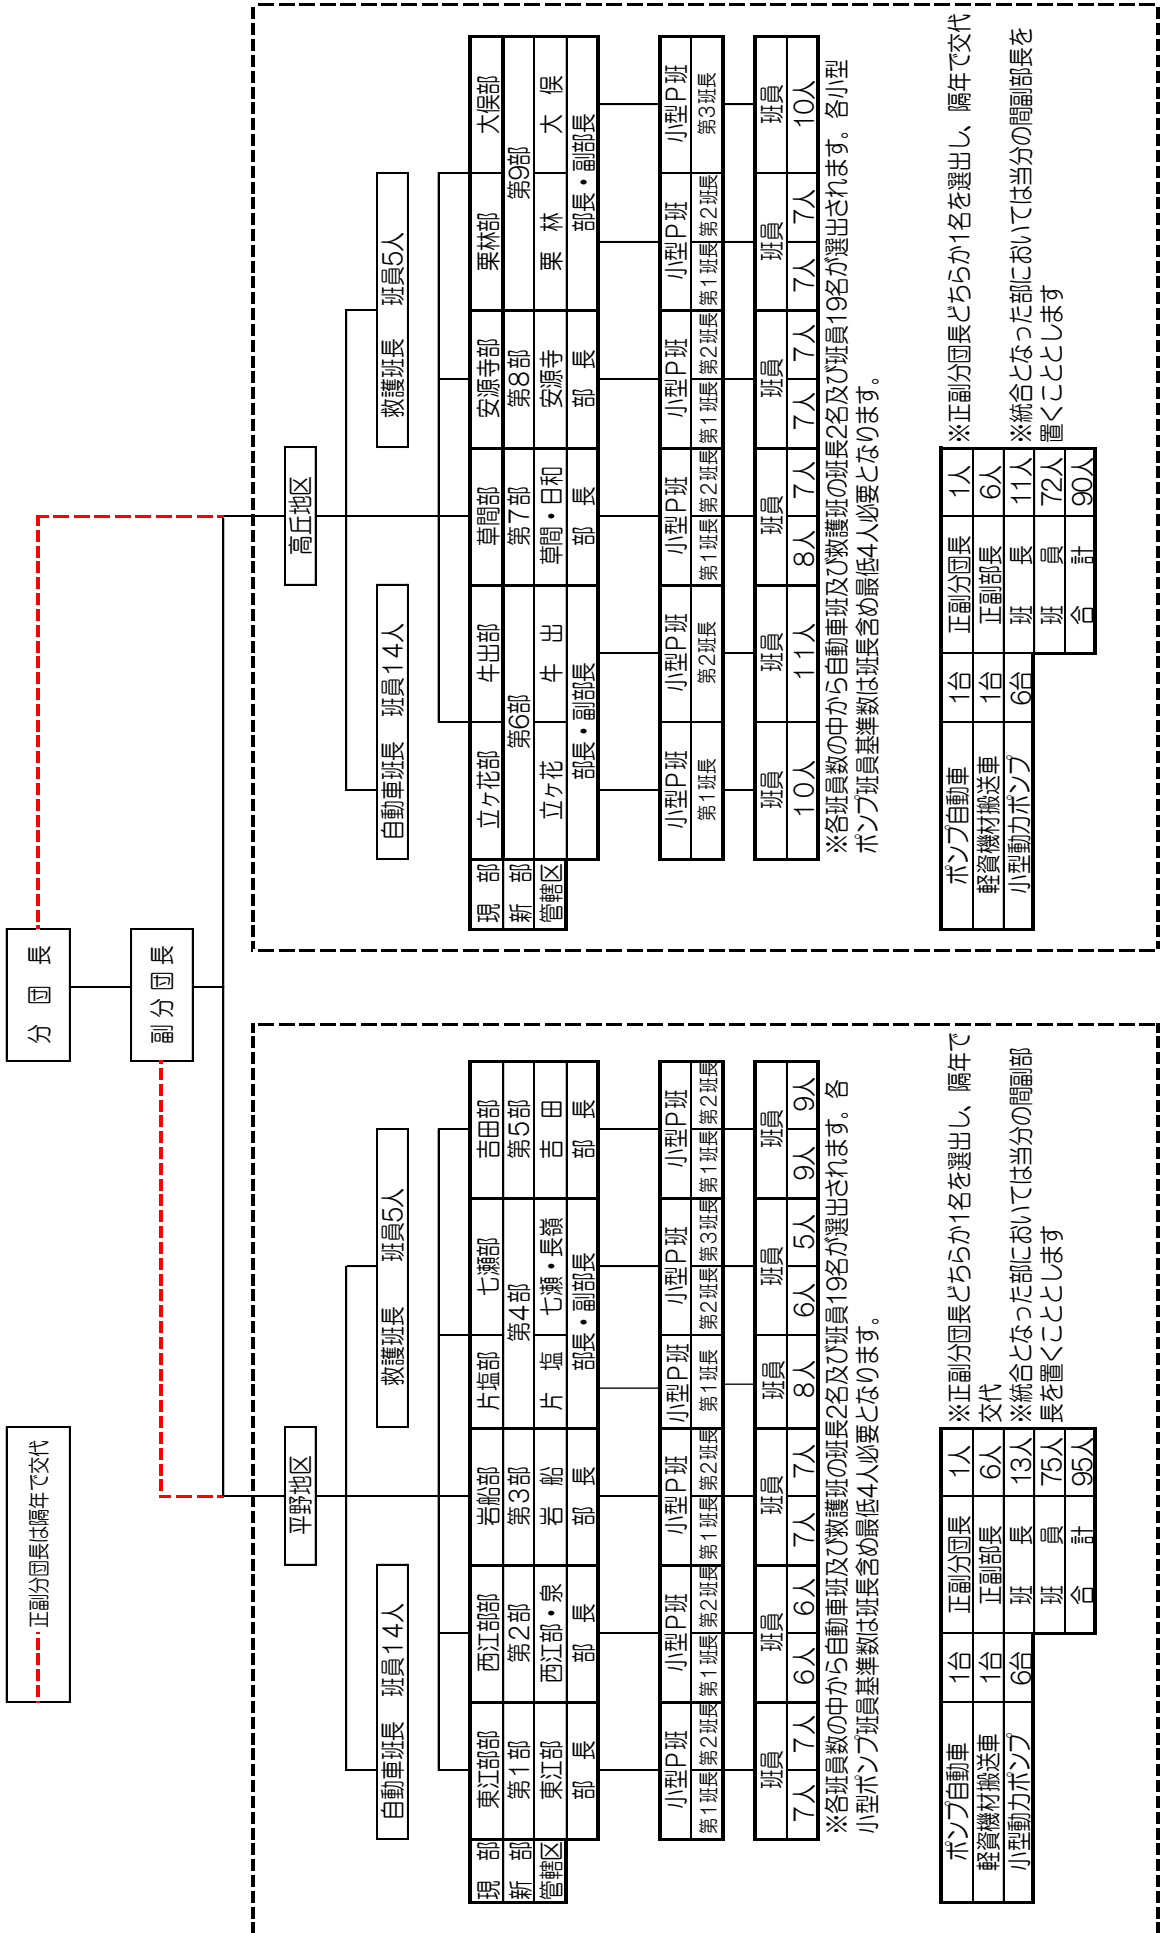 正副分団長は隔年で交代
分　団　長
副 分 団 長
平野地区
自動車班長　班員14人
救護班長　班員5人
現　部　東江部部　西江部部　岩船部　片塩部　七瀬部　吉田部
新　部　第1部　第2部　第3部　第4部　第5部
管轄区　東江部　西江部・泉　岩　船　片　塩　七瀬・長嶺　吉　田
部　長　部　長　部　長　部長・副部長　部　長
小型P班　小型P班　小型P班　小型P班　小型P班　小型P班
第1班長　第2班長　第1班長　第2班長　第1班長　第2班長　第1班長　第2班長　第3班長　第1班長　第2班長
班員　班員　班員　班員　班員　班員
7人　7人　6人　6人　7人　7人　8人　6人　5人　9人　9人
※各班員数の中から自動車班及び救護班の班長2名及び班員19名が選出されます。各
小型ポンプ班員基準数は班長含め最低4人必要となります。
ポンプ自動車　1台　正副分団長　1人
軽資機材搬送車　1台　正副部長　6人
小型動力ポンプ　6台　班　長　13人
班　員　75人
合　計　95人
※正副分団長どちらか1名を選出し、隔年で
交代
※統合となった部においては当分の間副部
長を置くこととします
高丘地区
自動車班長　班員14人
救護班長　班員5人
現　部　立ヶ花部　牛出部　草間部　安源寺部　栗林部　大俣部
新　部　第6部　第7部　第8部　第9部
管轄区　立ヶ花　牛　出　草間・日和　安源寺　栗　林　大　俣
部長・副部長　部　長　部　長　部長・副部長
小型P班　小型P班　小型P班　小型P班　小型P班　小型P班
第1班長　第2班長　第1班長　第2班長　第1班長　第2班長　第1班長　第2班長　第3班長
班員　班員　班員　班員　班員　班員
10人　11人　8人　7人　7人　7人　7人　7人　10人
※各班員数の中から自動車班及び救護班の班長2名及び班員19名が選出されます。各小型
ポンプ班員基準数は班長含め最低4人必要となります。
ポンプ自動車　1台　正副分団長　1人
軽資機材搬送車　1台　正副部長　6人
小型動力ポンプ　6台　班　長　11人
班　員　72人
合　計　90人
※正副分団長どちらか1名を選出し、隔年で交代
※統合となった部においては当分の間副部長を
置くこととします